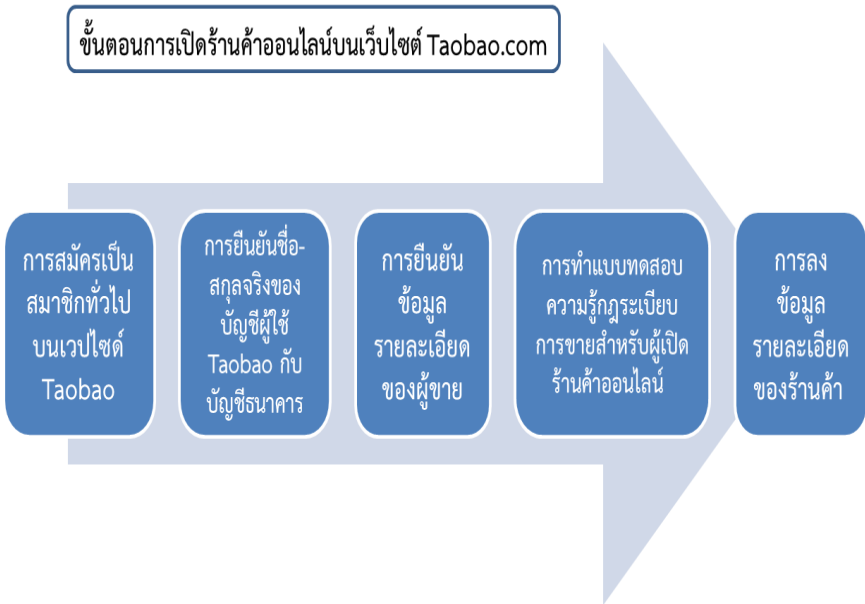 ขั้นตอนการเปิดร้านค้าออนไลน์บนเว็บไซต์ Taobao.com
การสมัครเป็น
สมาชิกทั่วไป
บนเวปไซด์
Taobao
การยืนยันชื่อ-
สกุลจริงของ
บัญชีผู้ใช้
Taobao กับ
บัญชีธนาคาร
การยืนยัน
ข้อมูล
รายละเอียด
ของผู้ขาย
การทำแบบทดสอบ
ความรู้กฎระเบียบ
การขายสำหรับผู้เปิด
ร้านค้าออนไลน์
การลง
ข้อมูล
รายละเอียด
ของร้านค้า